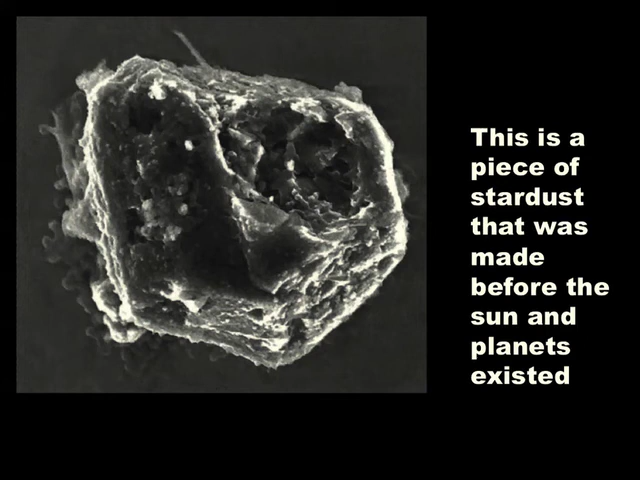 This is a
piece of
stardust
that was
made
before the
sun and
planets
existed